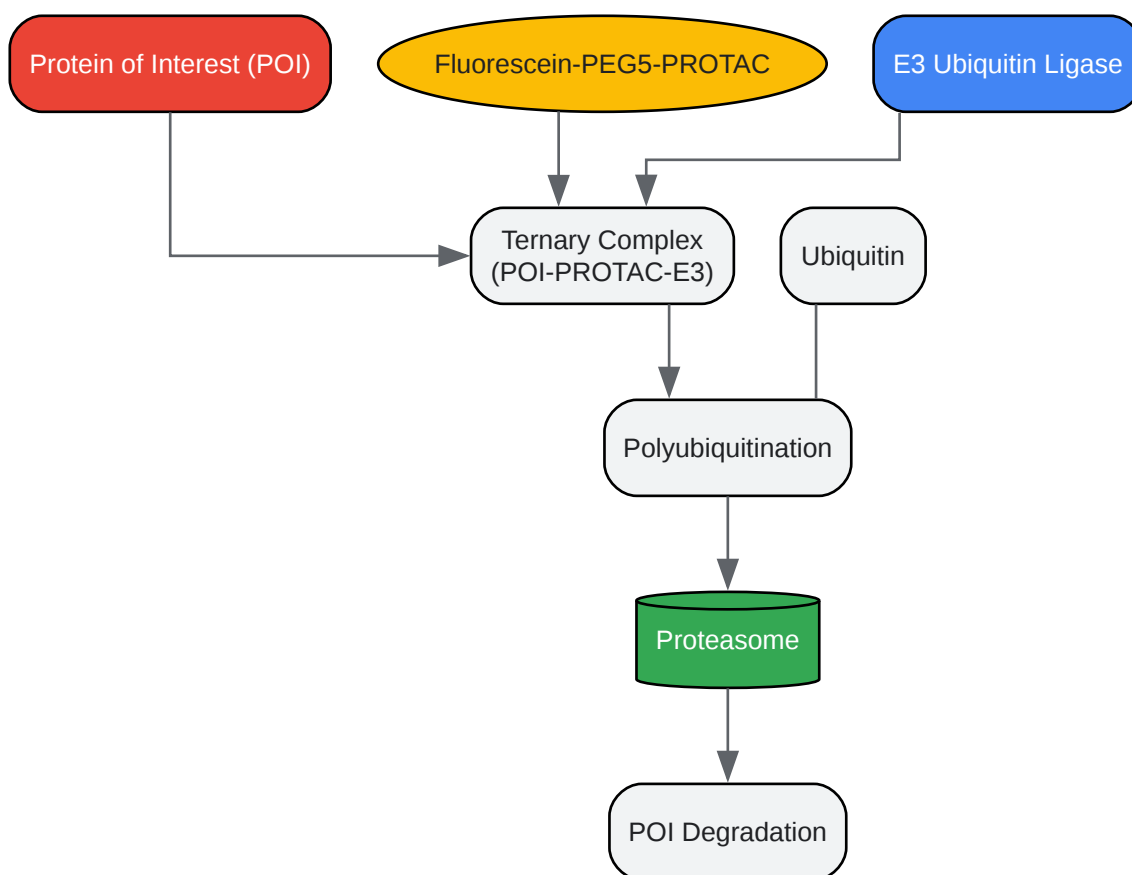 Protein of Interest (POI)
Fluorescein-PEG5-PROTAC
E3 Ubiquitin Ligase
Ternary Complex
(POI-PROTAC-E3)
Ubiquitin
Polyubiquitination
Proteasome
POI Degradation